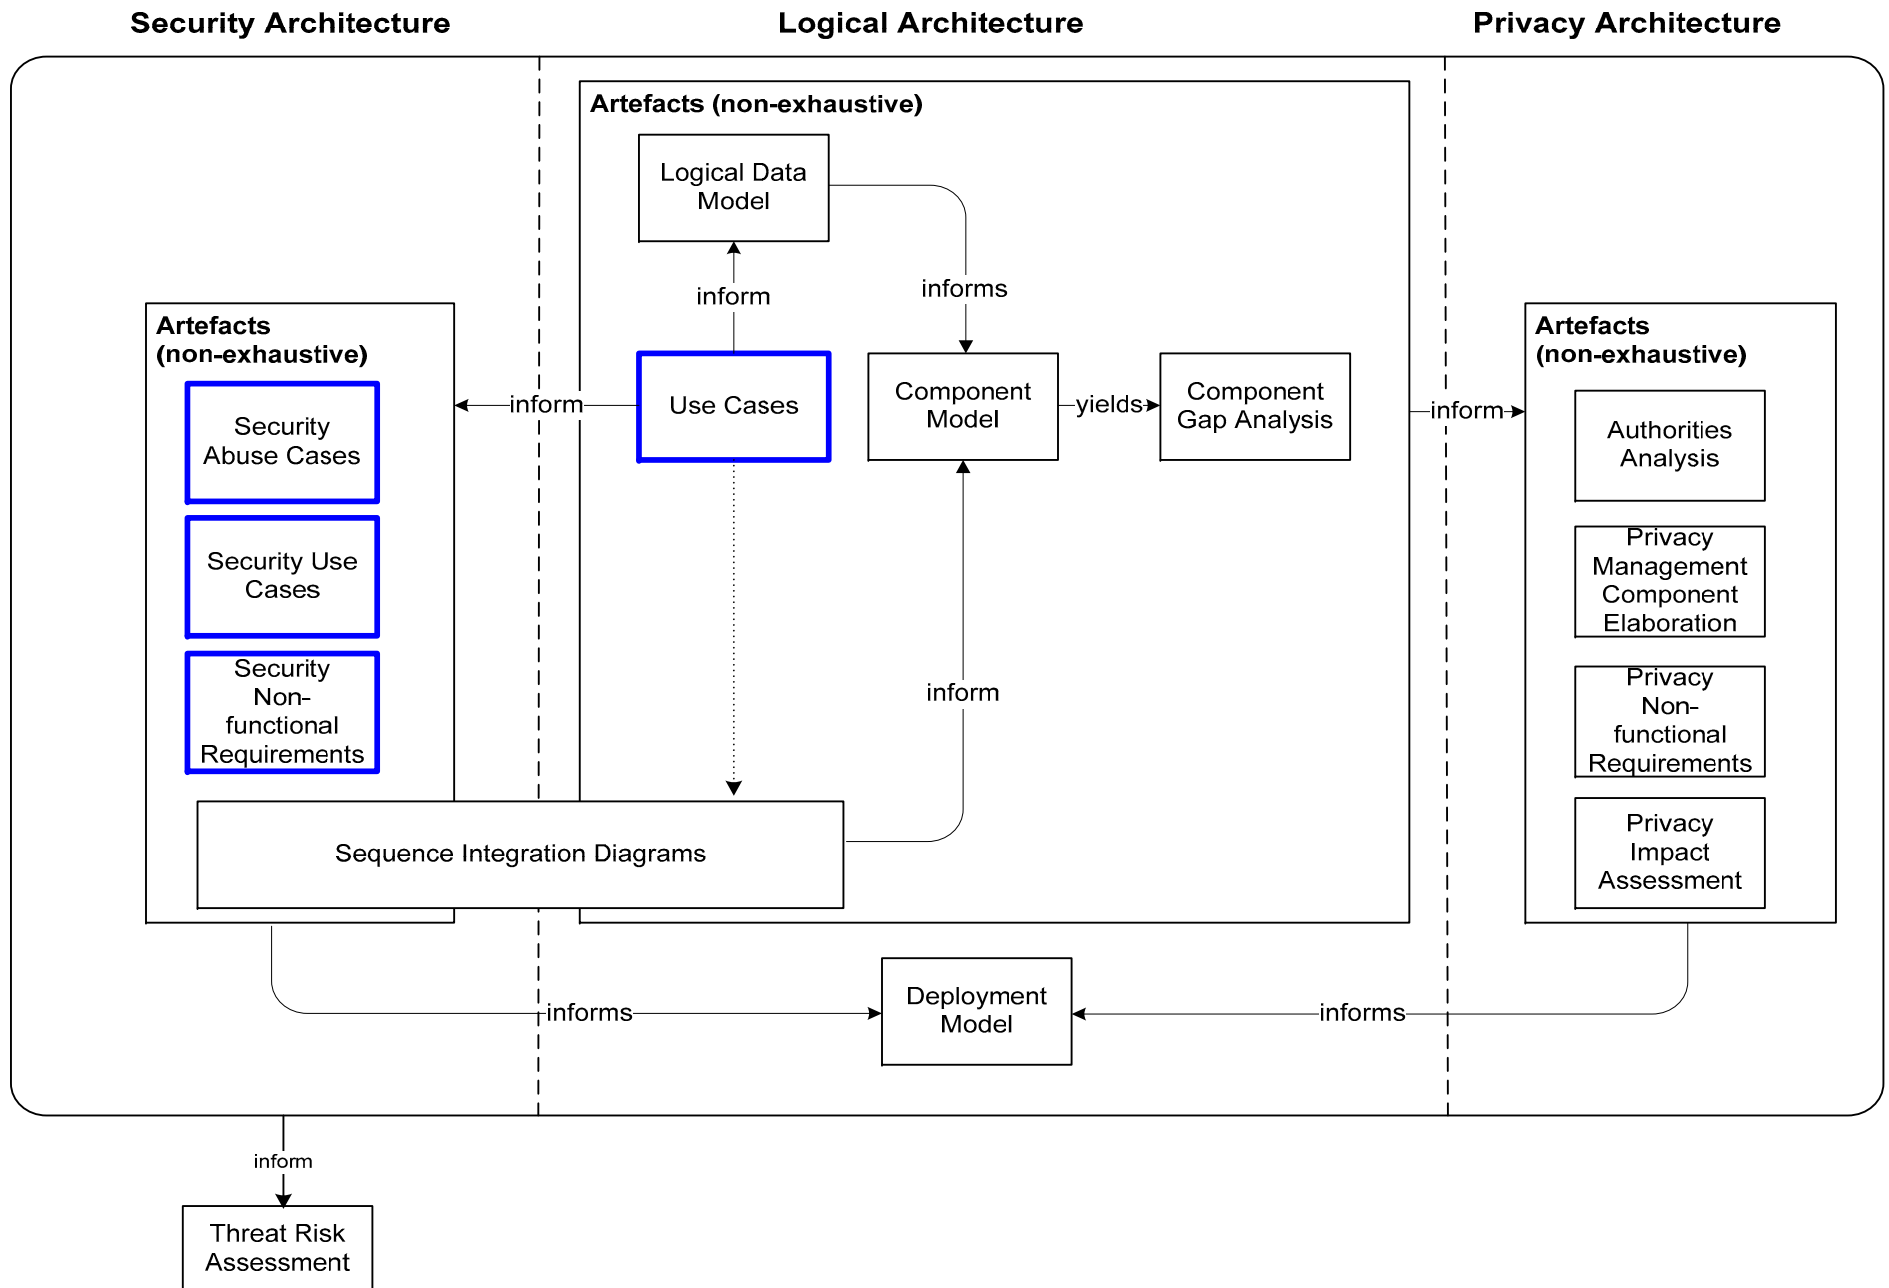 Security Architecture
Logical Architecture
Privacy Architecture
Artefacts (non-exhaustive)
Logical Data
Model
inform
informs
Artefacts
(non-exhaustive)
Security
Abuse Cases
Security Use
Cases
Security
Non-
functional
Requirements
inform
Use Cases
Component
Model
yields
Component
Gap Analysis
inform
inform
Sequence Integration Diagrams
Artefacts
(non-exhaustive)
Authorities
Analysis
Privacy
Management
Component
Elaboration
Privacy
Non-
functional
Requirements
Privacy
Impact
Assessment
informs
Deployment
Model
informs
inform
Threat Risk
Assessment